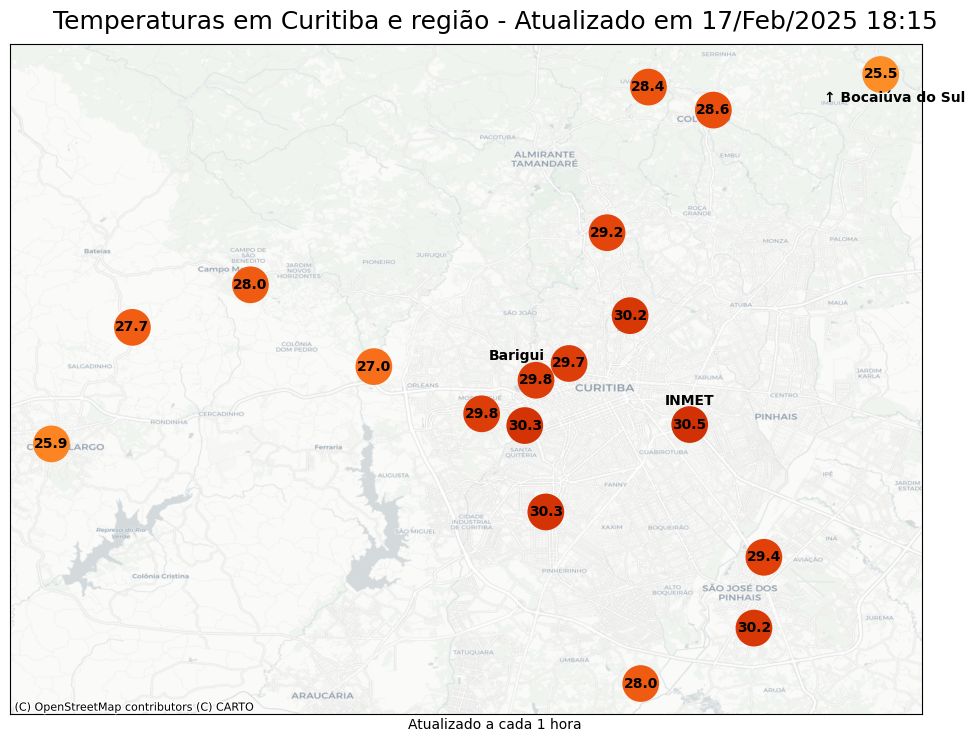 Temperaturas em Curitiba e região - Atualizado em 17/Feb/2025 18:15
SERRINHA
25.5
28.4
↑ Bocaiúva do Sul
28.6
PACOTUBA
ALMIRANTE
TAMANDARÉ
EMBU
ROÇA
GRANDE
29.2
MONZA
PALOMA
Bateias
CAMPO DE
SÃO
BENEDITO
JURUQUI
PIONEIRO
JARDIM
NOVOS
HORIZONTES
28.0
ATUBA
MAUÁ
SÃO JOÃO
30.2
27.7
COLÔNIA
DOM PEDRO
Barigui
29.7
SALGADINHO
27.0
JARDIM
KARLA
29.8
TARUMÃ
ORLEANS
CURITIBA
CENTRO
INMET
CERCADINHO
29.8
PINHAIS
RONDINHA
30.3
30.5
25.9
Ferraria
SANTA
QUITÉRIA
CUABIROTUBA
AUGUSTA
IPÊ
FANNY
30.3
CIDADE
INDUSTRIAL
DE CURITIBA
XAXIM
BOQUEIRÃO
SÃO MIGUEL
Represa do Rio
Verde
INÁ
29.4
AVIAÇÃO
PINHEIRINHO
Colônia Cristina
ALTO
BOQUEIRÃO
SÃO JOSÉ DOS
PINHAIS
JUREMA
30.2
TATUQUARA
UMBARÁ
28.0
ARUJÁ
ARAUCÁRIA
(C) OpenStreetMap contributors (C) CARTO
Atualizado a cada 1 hora